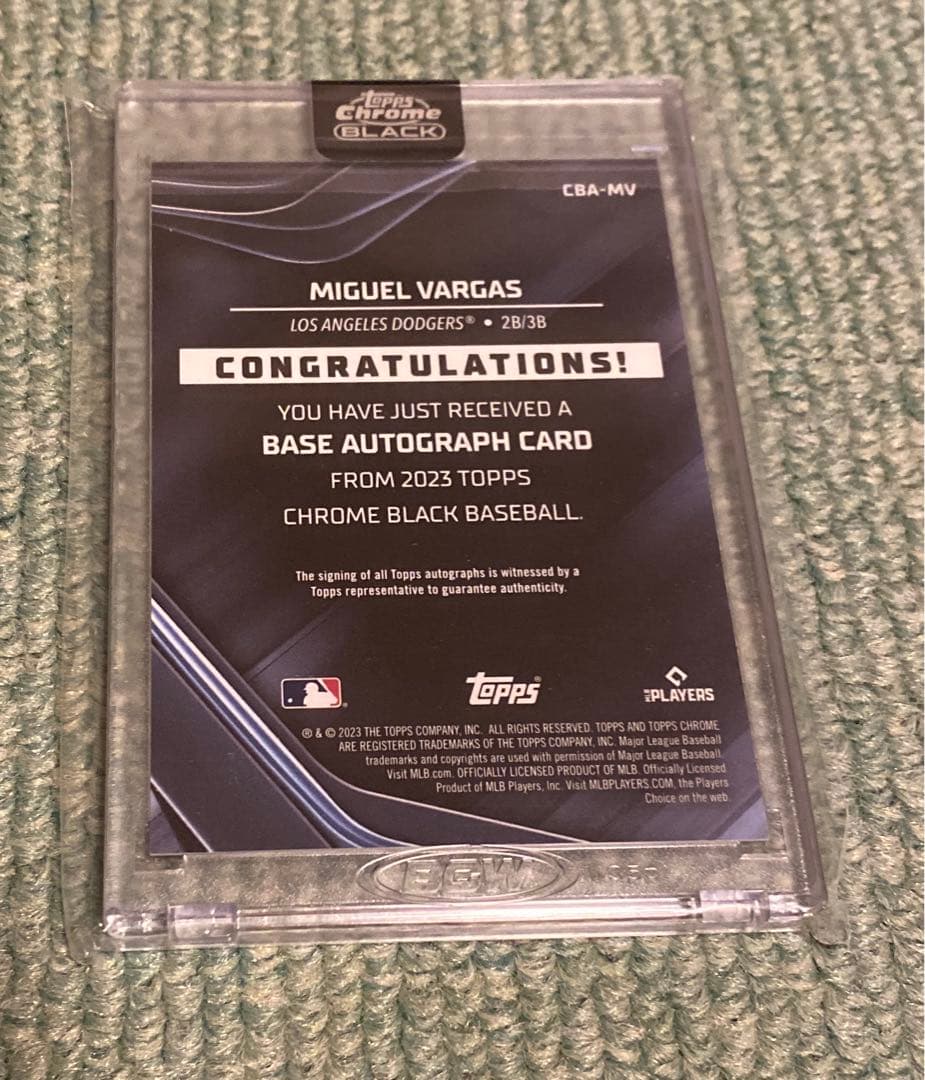 topps
Chrome
BLACK
CBA-MV
MIGUEL VARGAS
LOS ANGELES DODGERS® • 2B/3B
CONGRATULATIONS!
YOU HAVE JUST RECEIVED A
BASE AUTOGRAPH CARD
FROM 2023 TOPPS
CHROME BLACK BASEBALL.
The signing of all Topps autographs is witnessed by a
Topps representative to guarantee authenticity.
topps®
MLB PLAYERS
® & © 2023 THE TOPPS COMPANY, INC. ALL RIGHTS RESERVED. TOPPS AND TOPPS CHROME
ARE REGISTERED TRADEMARKS OF THE TOPPS COMPANY, INC. Major League Baseball
trademarks and copyrights are used with permission of Major League Baseball.
Visit MLB.com. OFFICIALLY LICENSED PRODUCT OF MLB. Officially Licensed
Product of MLB Players, Inc. Visit MLBPLAYERS.COM, the Players
Choice on the web.